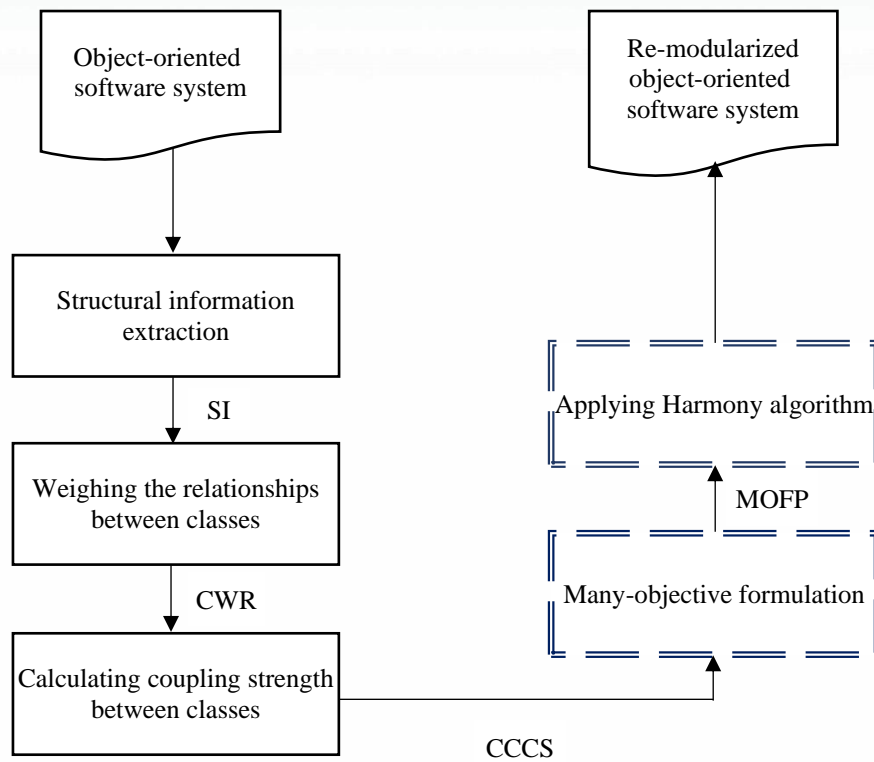 Object-oriented
software system
Structural information
extraction
SI
Weighing the relationships
between classes
CWR
Calculating coupling strength
between classes
CCCS
Many-objective formulation
MOFP
Applying Harmony algorithm
Re-modularized
object-oriented
software system